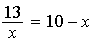 13/x = 10 − x